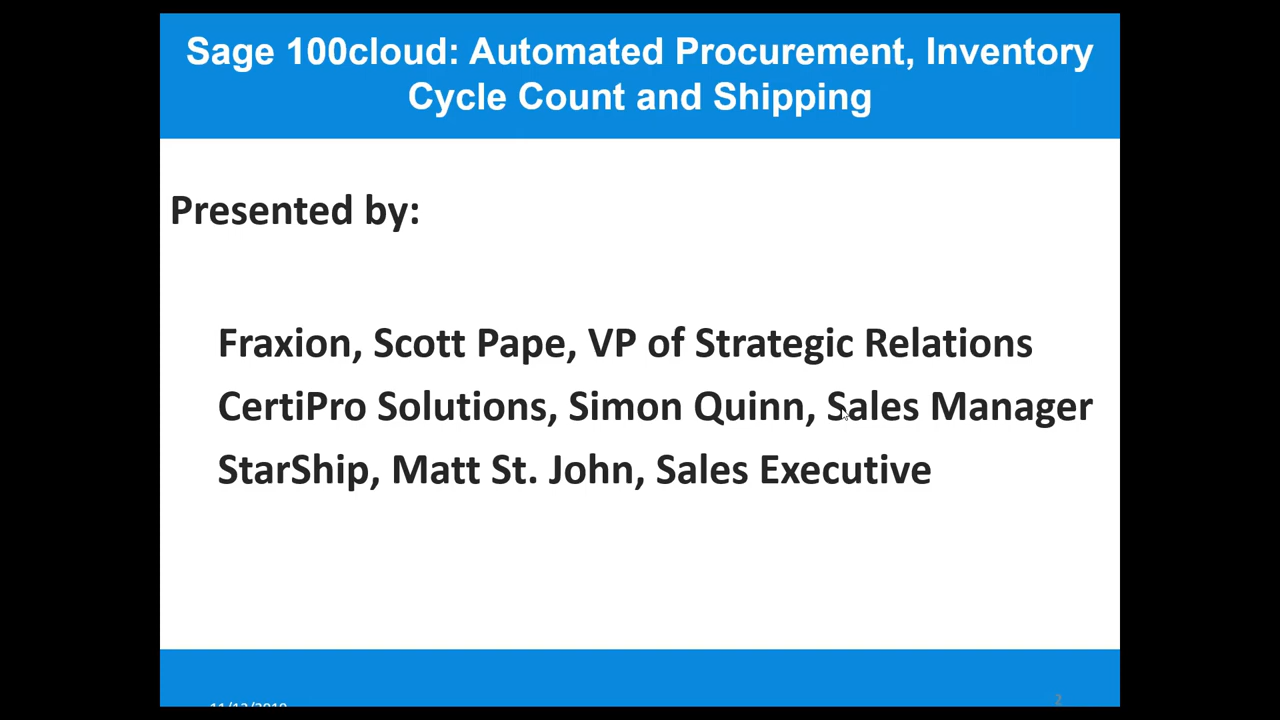 Sage 100cloud: Automated Procurement, Inventory
Cycle Count and Shipping
Presented by:
Fraxion, Scott Pape, VP of Strategic Relations
CertiPro Solutions, Simon Quinn, Sales Manager
StarShip, Matt St. John, Sales Executive
2